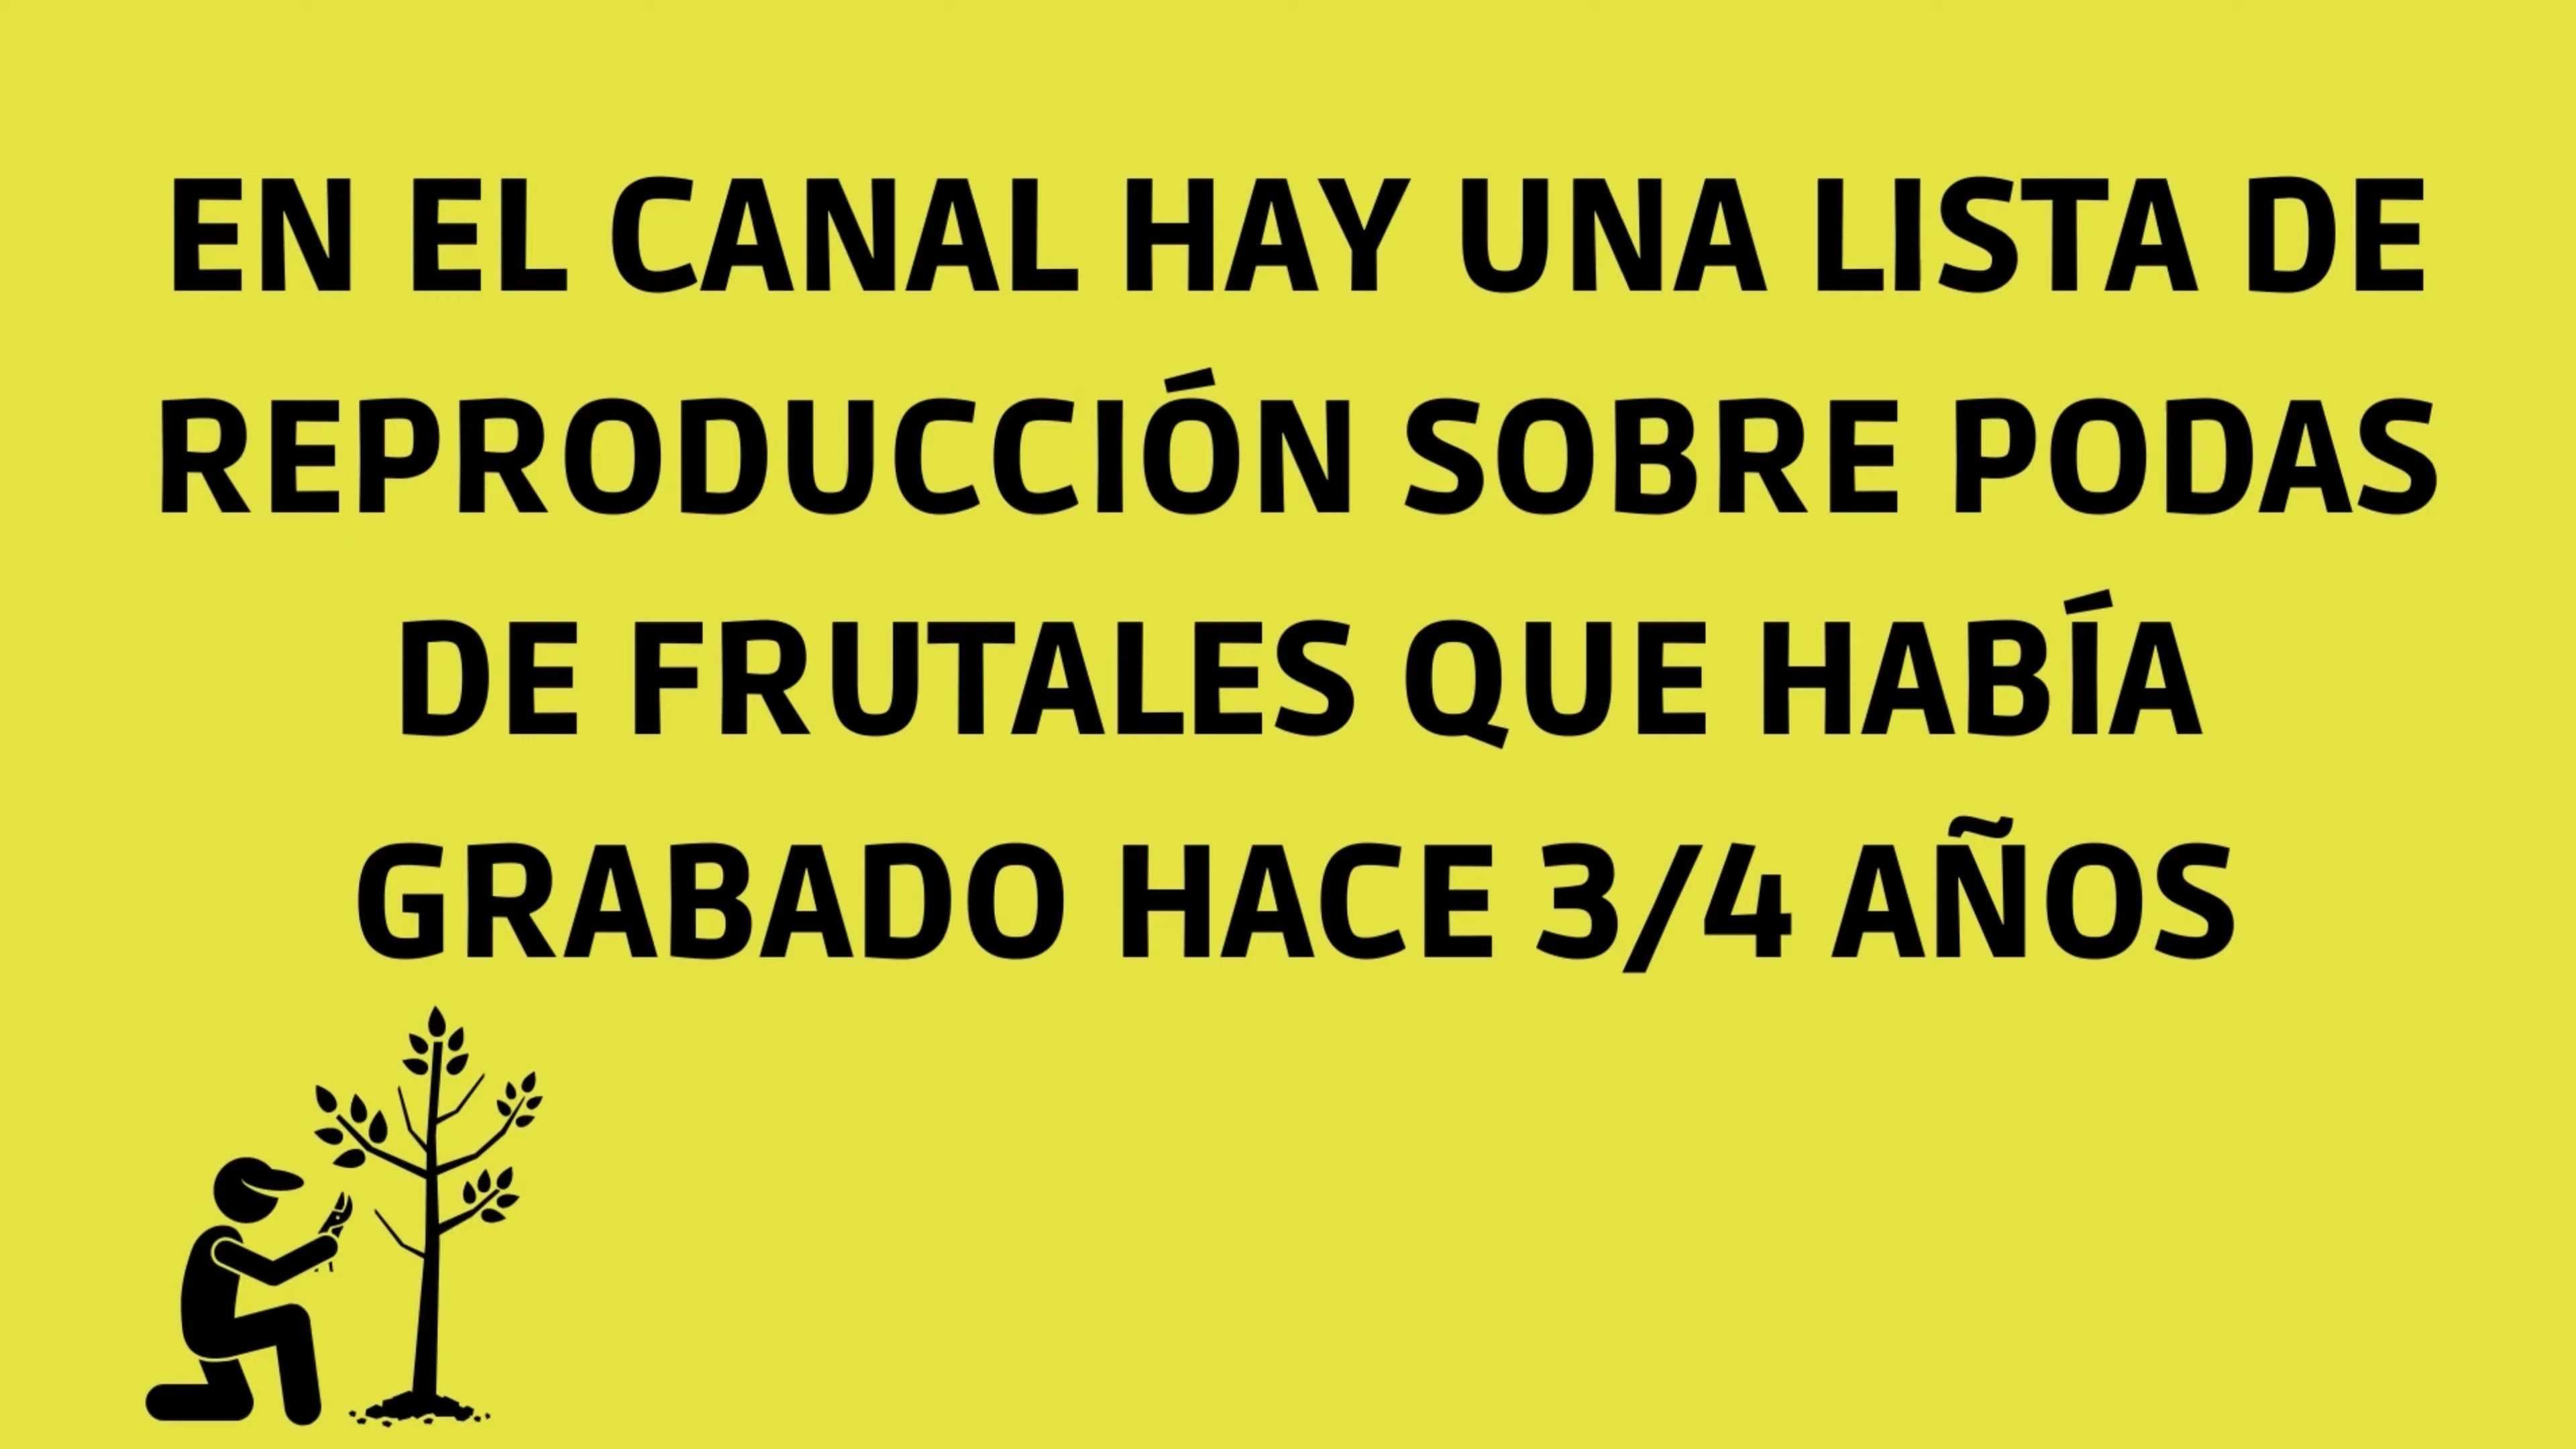 EN EL CANAL HAY UNA LISTA DE
REPRODUCCIÓN SOBRE PODAS
DE FRUTALES QUE HABÍA
GRABADO HACE 3/4 AÑOS